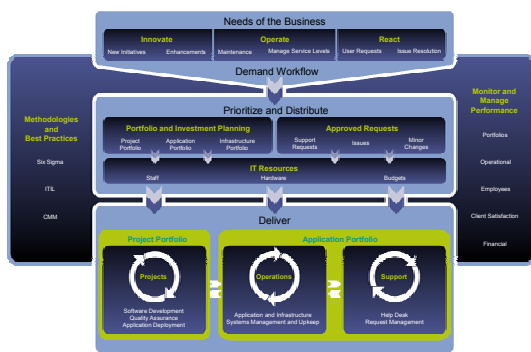 Needs of the Business
Innovate
New Initiatives
Enhancements
Operate
Maintenance
Manage Service Levels
React
User Requests
Issue Resolution
Demand Workflow
Methodologies
and
Best Practices
Six Sigma
ITIL
CMM
Prioritize and Distribute
Portfolio and Investment Planning
Project
Portfolio
Application
Portfolio
Infrastructure
Portfolio
Approved Requests
Support
Requests
Issues
Minor
Changes
IT Resources
Staff
Hardware
Budgets
Monitor and
Manage
Performance
Portfolios
Operational
Employees
Client Satisfaction
Financial
Deliver
Project Portfolio
Projects
Software Development
Quality Assurance
Application Deployment
Application Portfolio
Operations
Application and Infrastructure
Systems Management and Upkeep
Support
Help Desk
Request Management